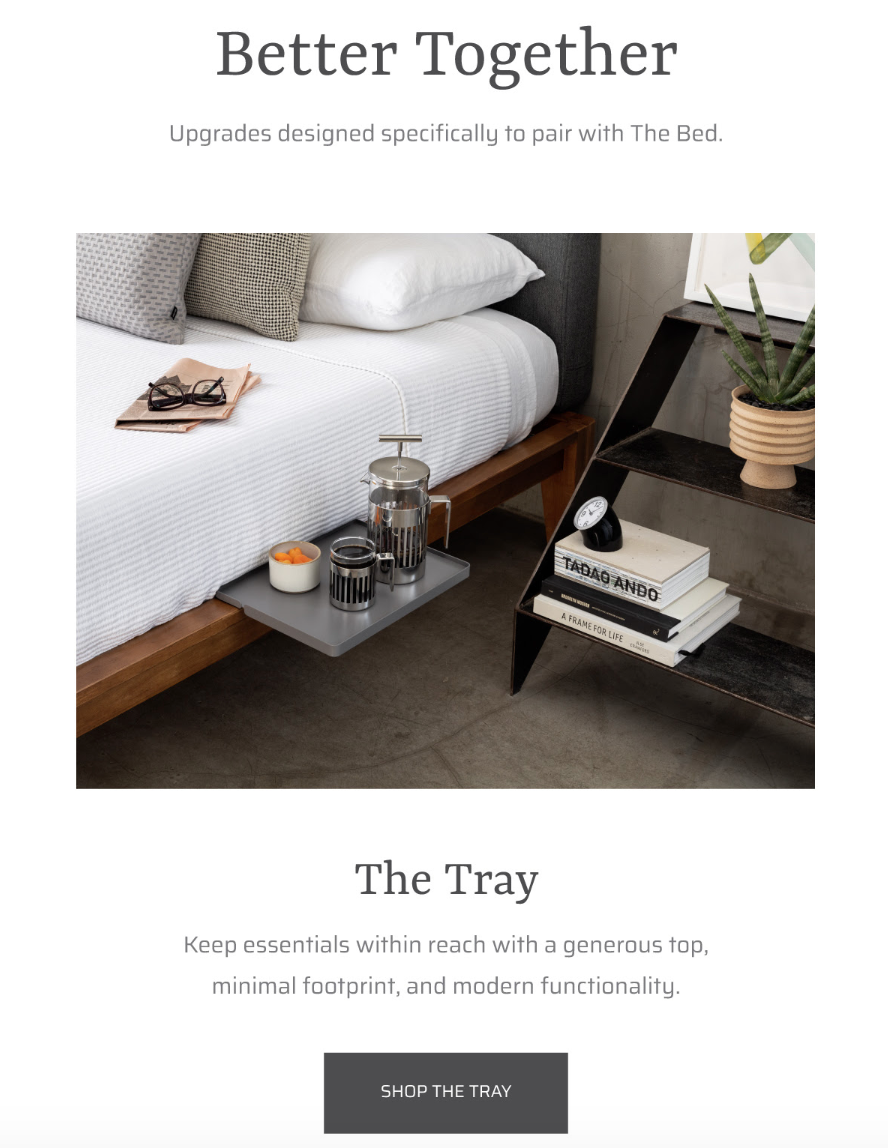 Better Together
Upgrades designed specifically to pair with The Bed.
TADAO ANDO
A FRAME FOR LIFE
The Tray
Keep essentials within reach with a generous top,
minimal footprint, and modern functionality.
SHOP THE TRAY